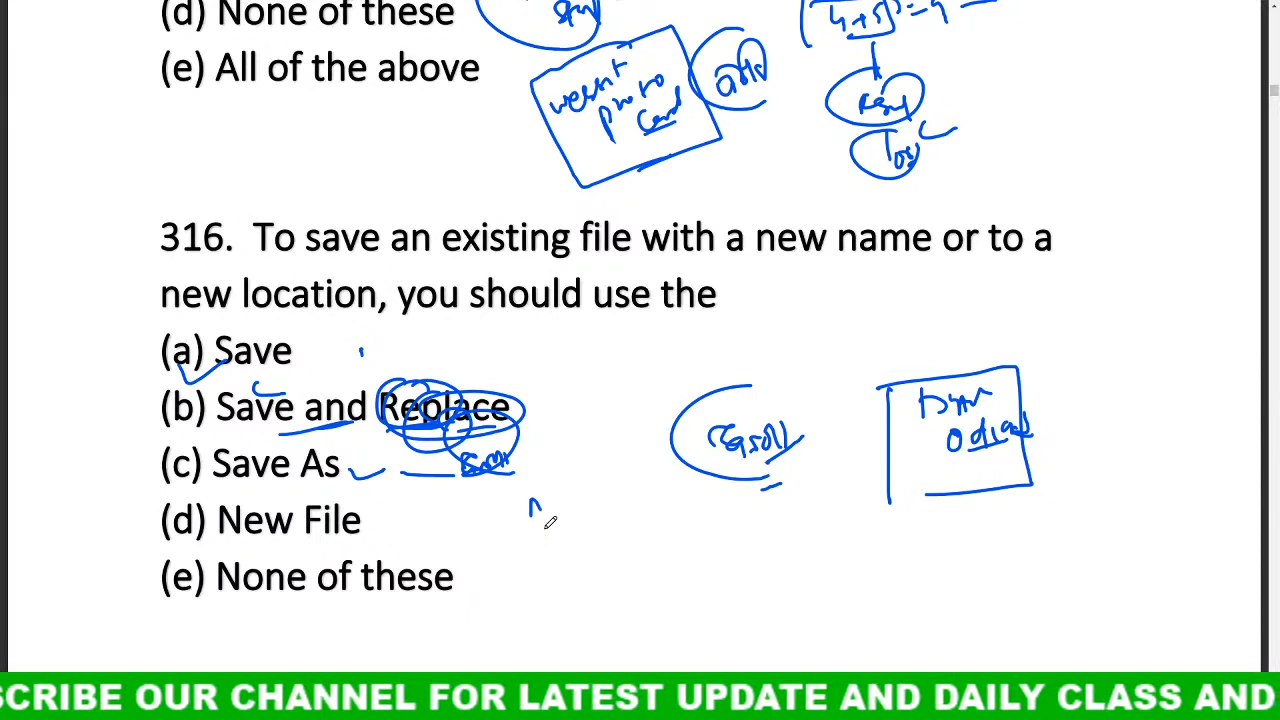 (d) None of these
(e) All of the above
316. To save an existing file with a new name or to a
new location, you should use the
(a) Save
(b) Save and Replace
(c) Save As
(d) New File
(e) None of these
SCRIBE OUR CHANNEL FOR LATEST UPDATE AND DAILY CLASS AND